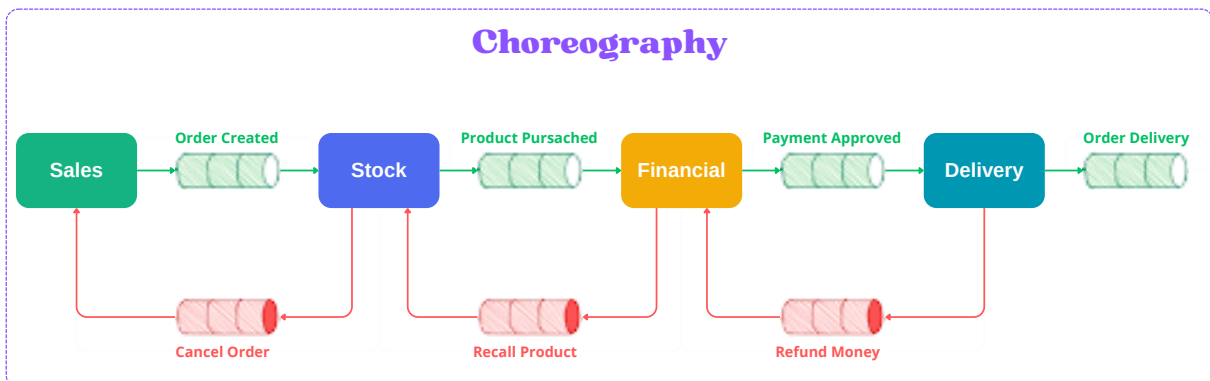 Choreography
Order Created
Product Pursached
Payment Approved
Order Delivery
Sales
Stock
Financial
Delivery
Cancel Order
Recall Product
Refund Money